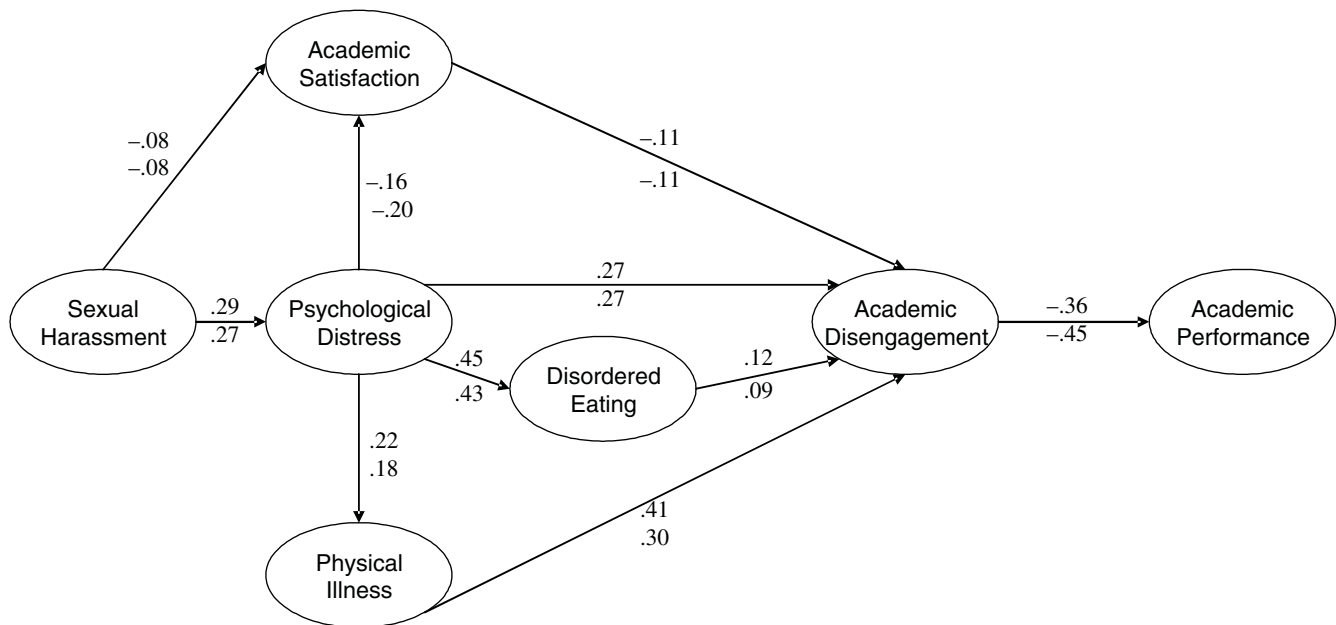 Academic
Satisfaction
–.08
–.08
–.11
–.11
–.16
–.20
Sexual
Harassment
.29
.27
Psychological
Distress
.27
.27
Academic
Disengagement
–.36
–.45
Academic
Performance
.45
.43
Disordered
Eating
.12
.09
.22
.18
.41
.30
Physical
Illness